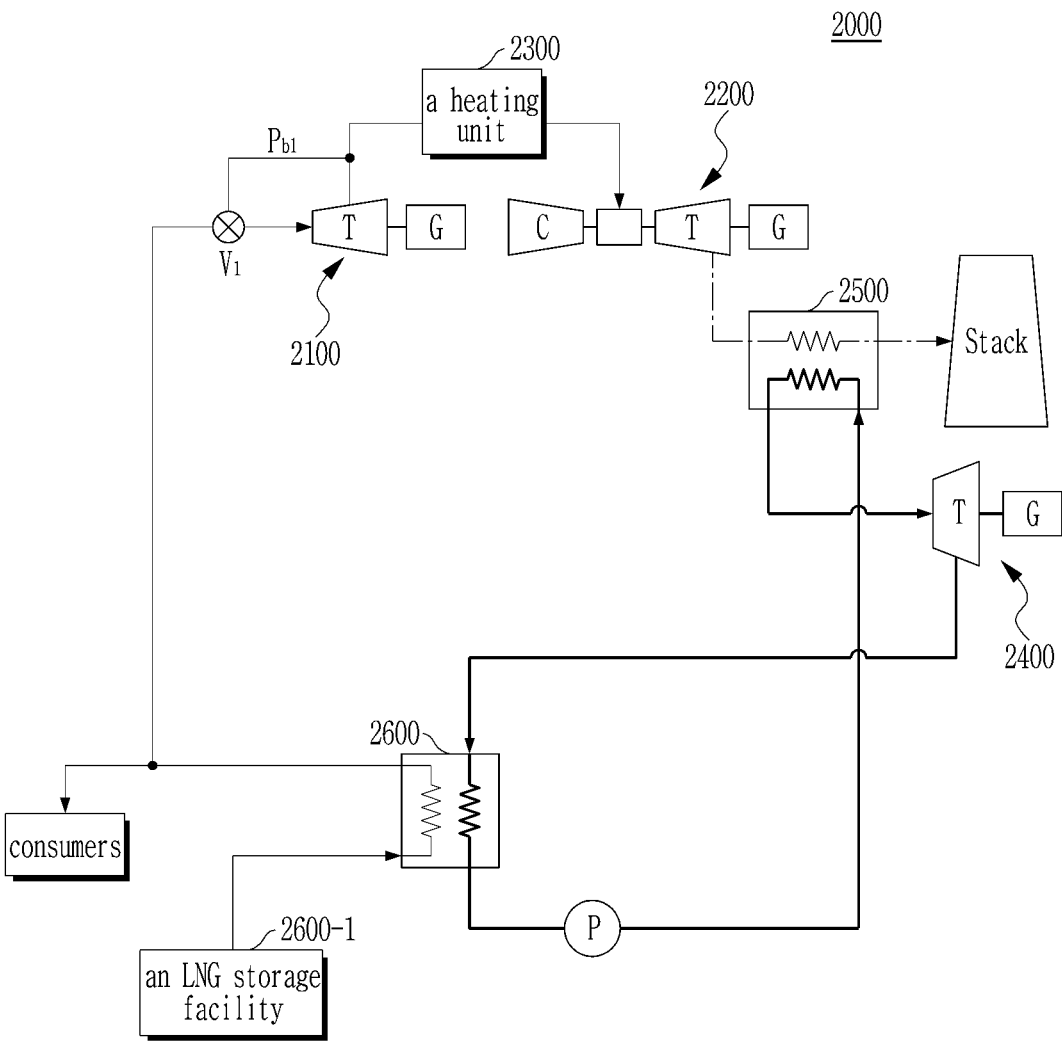 2000
2300
a heating
unit
2200
Pb1
T
G
C
T
G
V1
2100
2500
Stack
T
G
2400
2600
consumers
2600-1
P
an LNG storage
facility